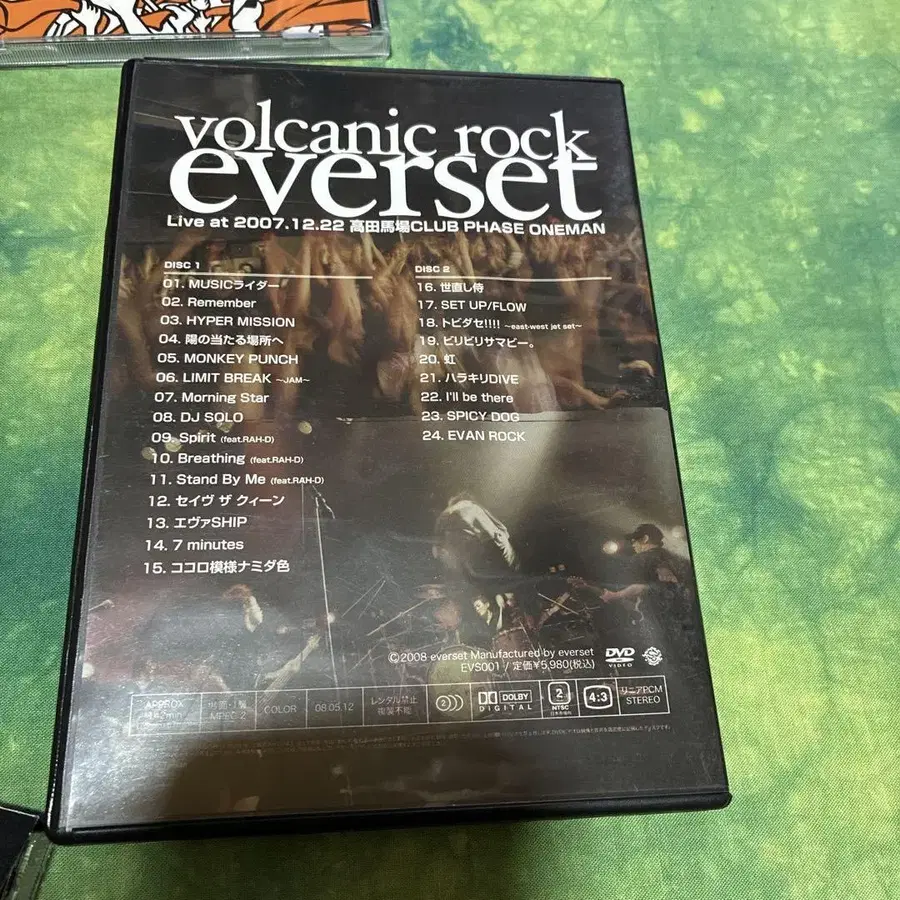 volcanic rock
everset
Live at 2007.12.22 高田馬場CLUB PHASE ONEMAN
DISC 1
01. MUSICライダー
02. Remember
03. HYPER MISSION
04. 陽の当たる場所へ
05. MONKEY PUNCH
06. LIMIT BREAK ～JAM～
07. Morning Star
08. DJ SOLO
09. Spirit (feat.RAH-D)
10. Breathing (feat.RAH-D)
11. Stand By Me (feat.RAH-D)
12. セイヴ ザ クィーン
13. エヴァSHIP
14. 7 minutes
15. ココロ模様ナミダ色
DISC 2
16. 世直し侍
17. SET UP/FLOW
18. トビダセ!!!! ～east-west jet set～
19. ビリビリサマビー。
20. 虹
21. ハラキリDIVE
22. I'll be there
23. SPICY DOG
24. EVAN ROCK
©2008 everset Manufactured by everset
EVS001 / 定価¥5,980(税込)
DVD
VIDEO
APPROX
142min
片面・1層
MPEG 2
COLOR
08.05.12
レンタル禁止
複製不能
2
DOLBY
DIGITAL
2
NTSC
日本市場向
4:3
リニアPCM
STEREO